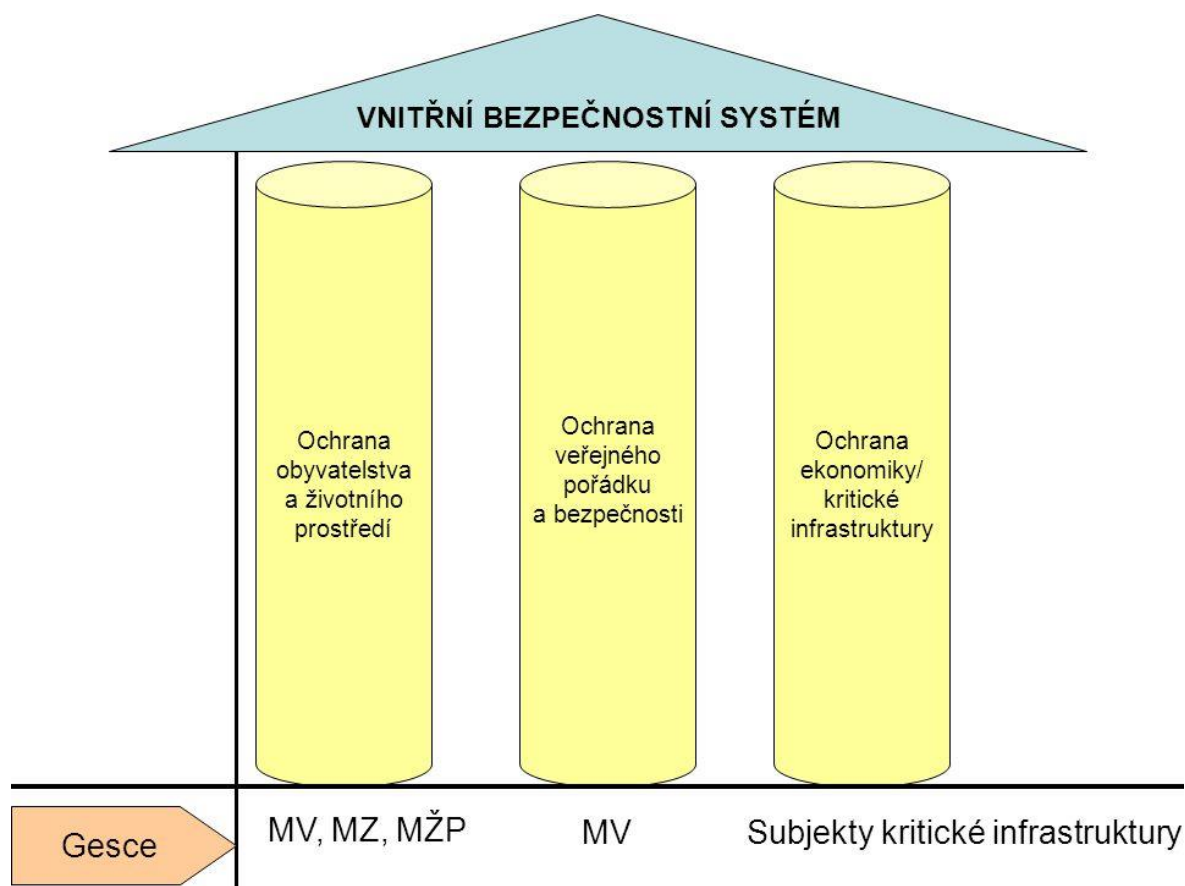 VNITŘNÍ BEZPEČNOSTNÍ SYSTÉM
Ochrana
obyvatelstva
a životního
prostředí
Ochrana
veřejného
pořádku
a bezpečnosti
Ochrana
ekonomiky/
kritické
infrastruktury
Gesce
MV, MZ, MŽP
MV
Subjekty kritické infrastruktury